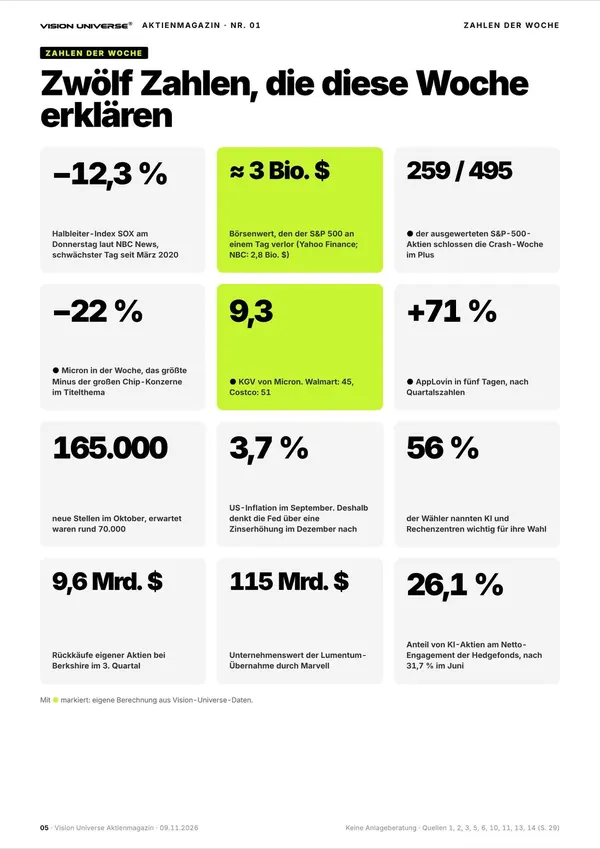 VISION UNIVERSE® AKTIENMAGAZIN · NR. 01 ZAHLEN DER WOCHE
ZAHLEN DER WOCHE
Zwölf Zahlen, die diese Woche
erklären
–12,3 %
Halbleiter-Index SOX am
Donnerstag laut NBC News,
schwächster Tag seit März 2020
≈ 3 Bio. $
Börsenwert, den der S&P 500 an
einem Tag verlor (Yahoo Finance;
NBC: 2,8 Bio. $)
259 / 495
● der ausgewerteten S&P-500-
Aktien schlossen die Crash-Woche
im Plus
–22 %
● Micron in der Woche, das größte
Minus der großen Chip-Konzerne
im Titelthema
9,3
● KGV von Micron. Walmart: 45,
Costco: 51
+71 %
● AppLovin in fünf Tagen, nach
Quartalszahlen
165.000
neue Stellen im Oktober, erwartet
waren rund 70.000
3,7 %
US-Inflation im September. Deshalb
denkt die Fed über eine
Zinserhöhung im Dezember nach
56 %
der Wähler nannten KI und
Rechenzentren wichtig für ihre Wahl
9,6 Mrd. $
Rückkäufe eigener Aktien bei
Berkshire im 3. Quartal
115 Mrd. $
Unternehmenswert der Lumentum-
Übernahme durch Marvell
26,1 %
Anteil von KI-Aktien am Netto-
Engagement der Hedgefonds, nach
31,7 % im Juni
Mit ● markiert: eigene Berechnung aus Vision-Universe-Daten.
05 · Vision Universe Aktienmagazin · 09.11.2026 Keine Anlageberatung · Quellen 1, 2, 3, 5, 6, 10, 11, 13, 14 (S. 29)